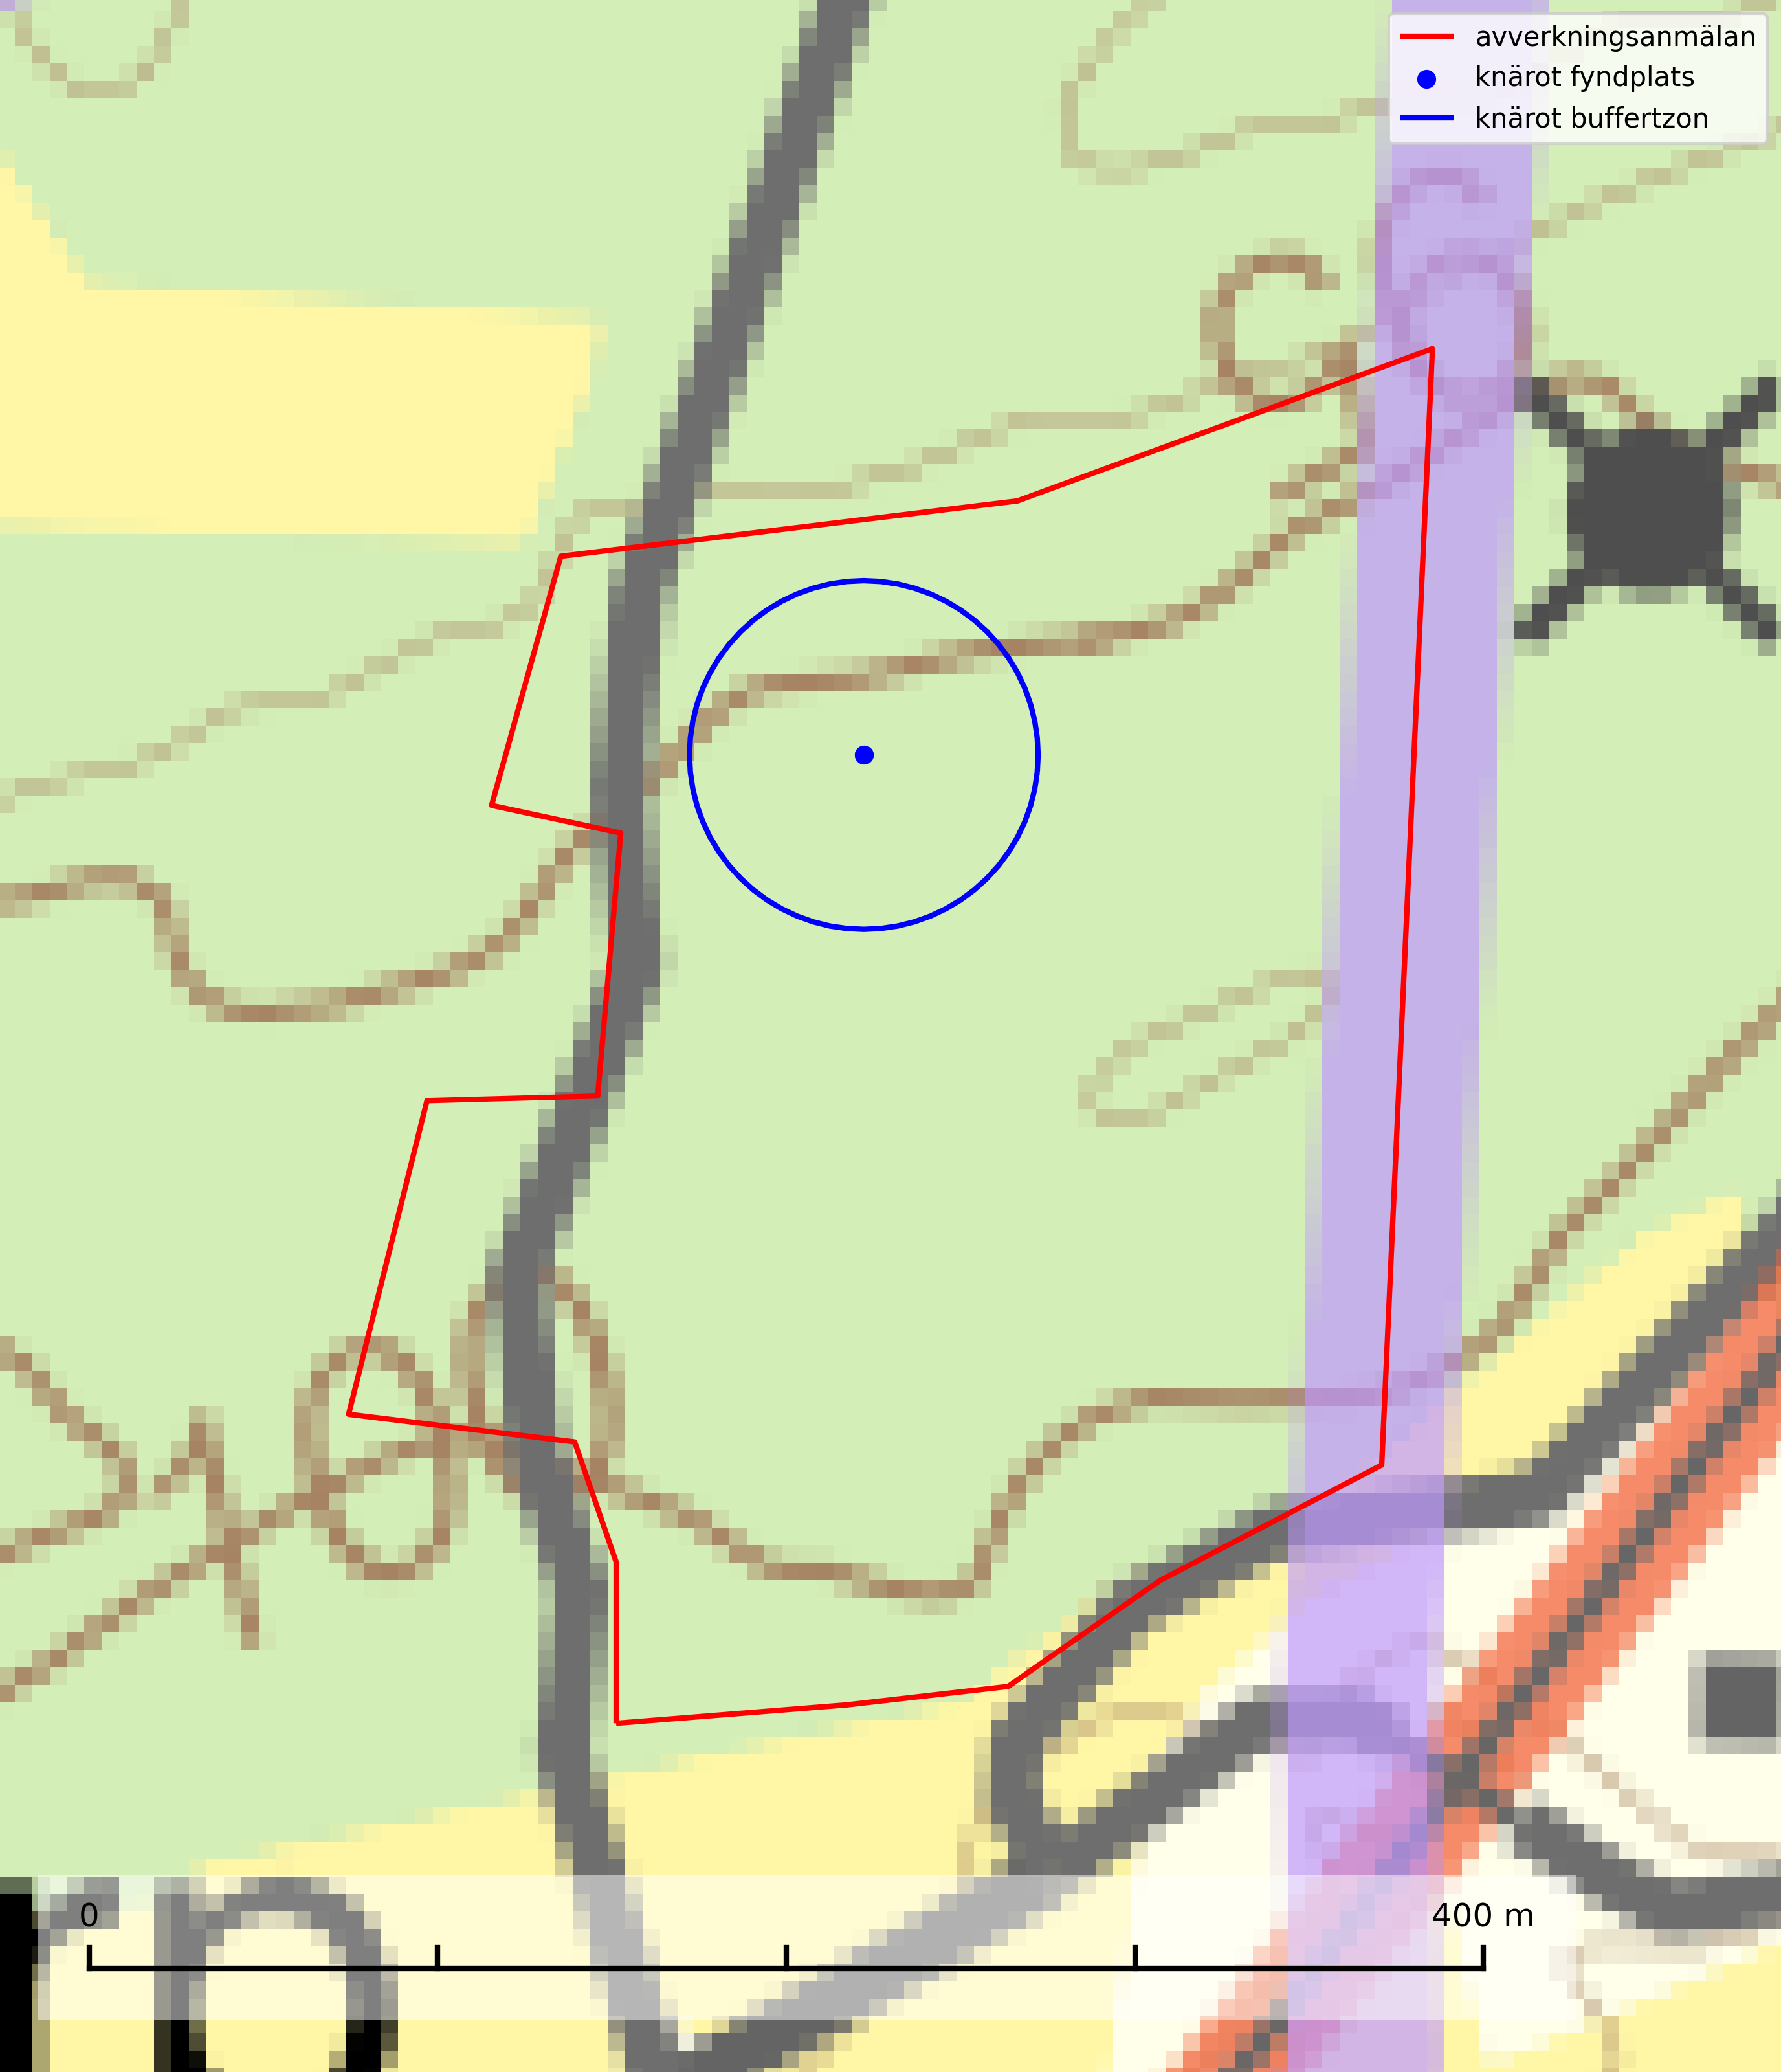 avverkningsanmälan
knärot fyndplats
knärot buffertzon
0
400 m